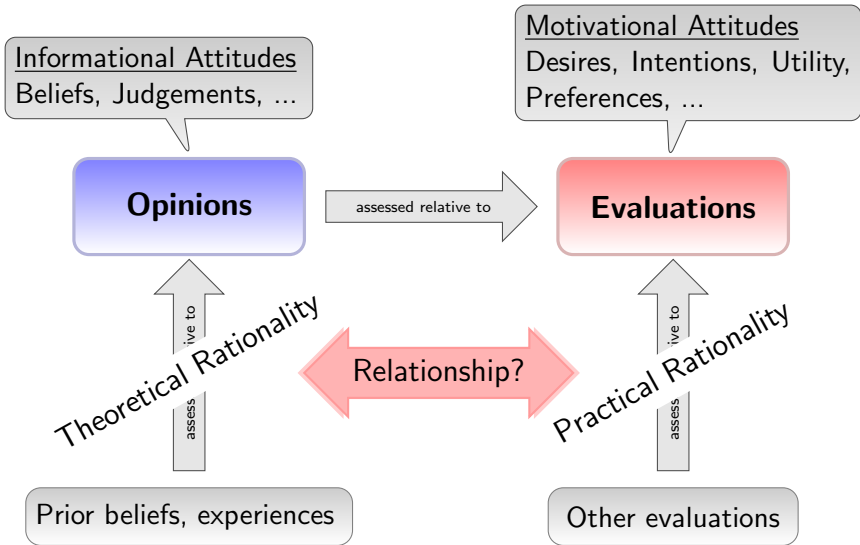 Informational Attitudes
Beliefs, Judgements, ...
Motivational Attitudes
Desires, Intentions, Utility,
Preferences, ...
Opinions
assessed relative to
Evaluations
Theoretical Rationality
Relationship?
Practical Rationality
Prior beliefs, experiences
Other evaluations